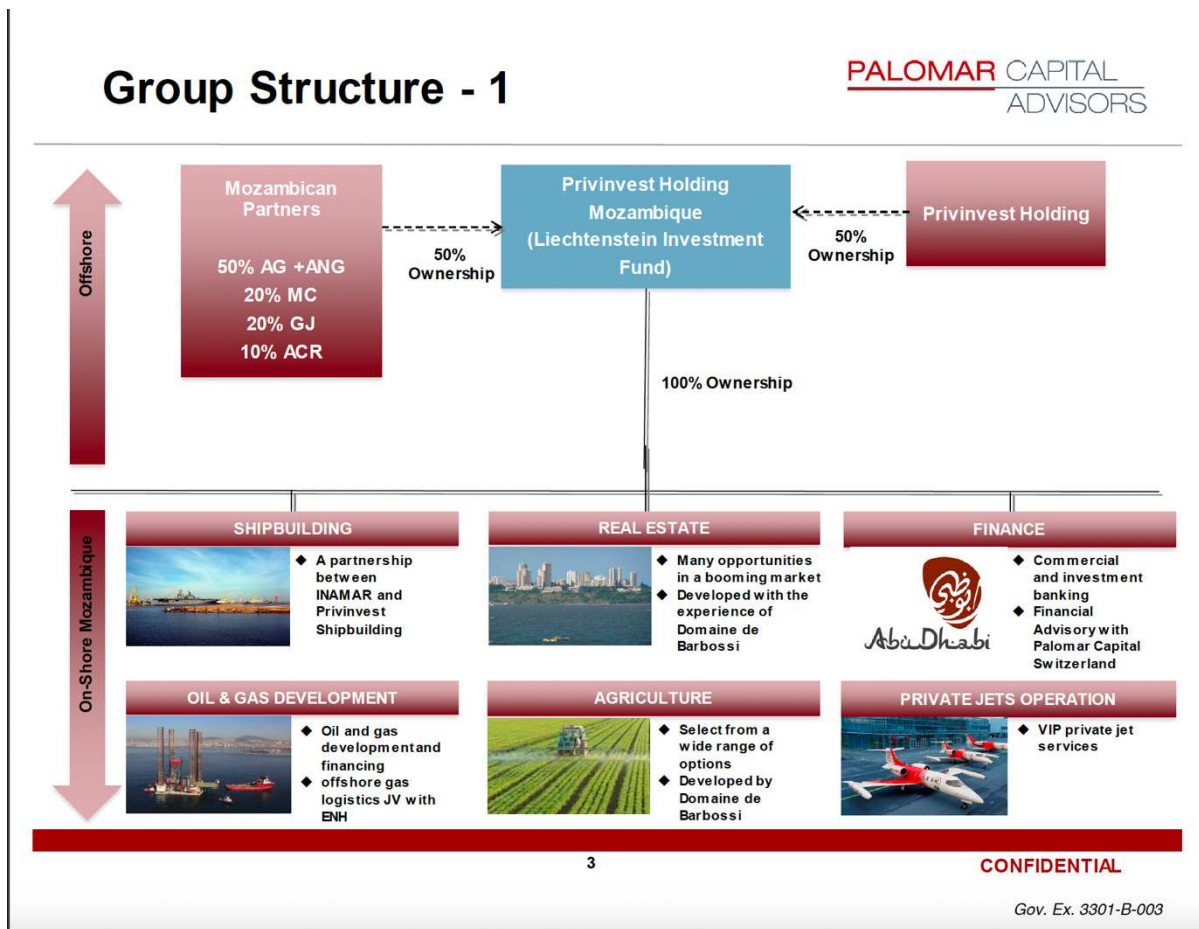 Group Structure - 1
PALOMAR CAPITAL
ADVISORS
Offshore
Mozambican
Partners
50% AG +ANG
20% MC
20% GJ
10% ACR
50%
Ownership
Privinvest Holding
Mozambique
(Liechtenstein Investment
Fund)
50%
Ownership
Privinvest Holding
100% Ownership
On-Shore Mozambique
SHIPBUILDING
◆ A partnership
between
INAMAR and
Privinvest
Shipbuilding
REAL ESTATE
◆ Many opportunities
in a booming market
◆ Developed with the
experience of
Domaine de
Barbossi
FINANCE
أبوظبي
AbuDhabi
◆ Commercial
and investment
banking
◆ Financial
Advisory with
Palomar Capital
Switzerland
OIL & GAS DEVELOPMENT
◆ Oil and gas
development and
financing
◆ offshore gas
logistics JV with
ENH
AGRICULTURE
◆ Select from a
wide range of
options
◆ Developed by
Domaine de
Barbossi
PRIVATE JETS OPERATION
◆ VIP private jet
services
3
CONFIDENTIAL
Gov. Ex. 3301-B-003